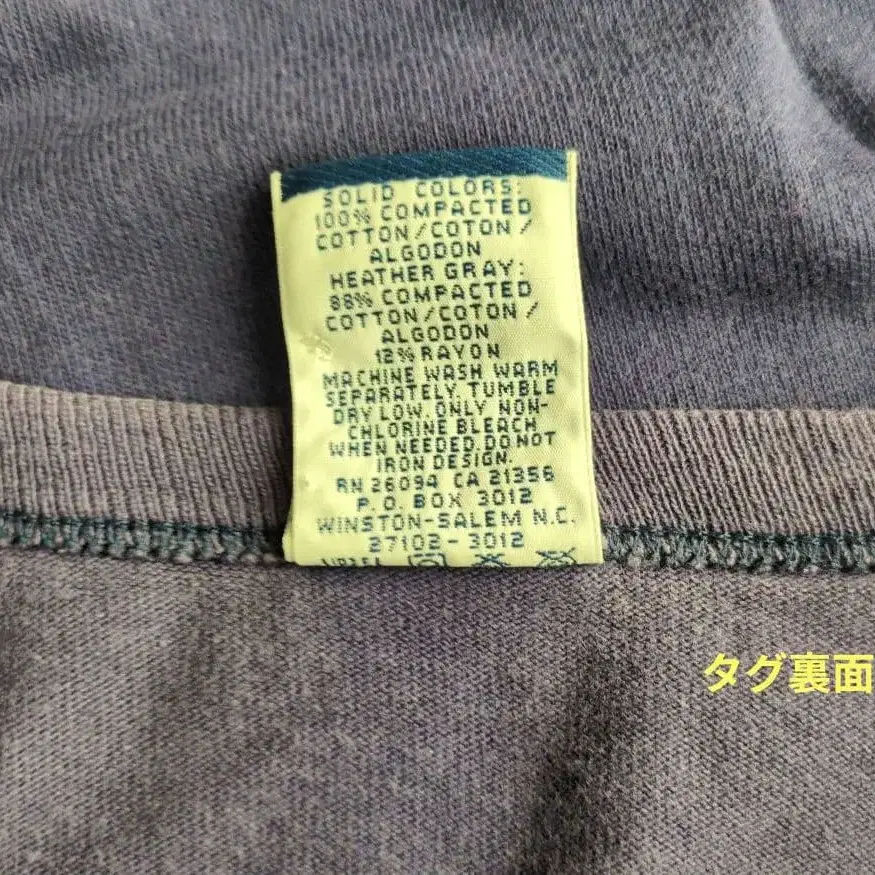 SOLID COLORS:
100% COMPACTED
COTTON/COTON/
ALGODON
HEATHER GRAY:
88% COMPACTED
COTTON/COTON/
ALGODON
12% RAYON
MACHINE WASH WARM
SEPARATELY. TUMBLE
DRY LOW. ONLY NON-
CHLORINE BLEACH
WHEN NEEDED. DO NOT
IRON DESIGN.
RN 26094 CA 21356
P.O. BOX 3012
WINSTON-SALEM N.C.
27102-3012
タグ裏面